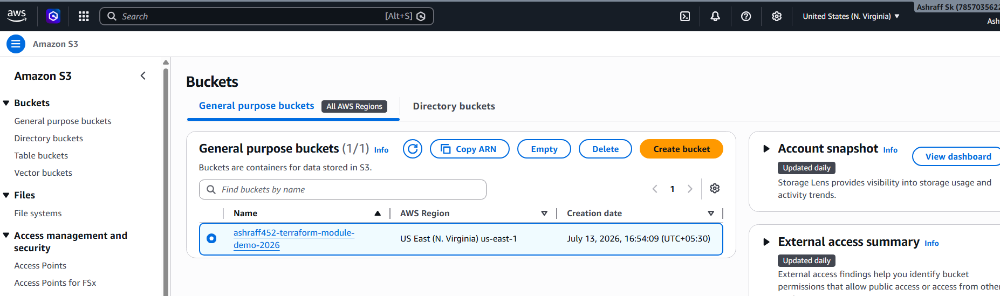 aws
Search
[Alt+S]
United States (N. Virginia)
Ashraff Sk (7857035622
Ash
Amazon S3
Amazon S3
Buckets
General purpose buckets
Directory buckets
Table buckets
Vector buckets
Files
File systems
Access management and
security
Access Points
Access Points for FSx
Buckets
General purpose buckets All AWS Regions
Directory buckets
General purpose buckets (1/1) Info
Copy ARN
Empty
Delete
Create bucket
Buckets are containers for data stored in S3.
Find buckets by name
1
Name
AWS Region
Creation date
ashraff452-terraform-module-
demo-2026
US East (N. Virginia) us-east-1
July 13, 2026, 16:54:09 (UTC+05:30)
Account snapshot Info
View dashboard
Updated daily
Storage Lens provides visibility into storage usage and
activity trends.
External access summary Info
Updated daily
External access findings help you identify bucket
permissions that allow public access or access from other